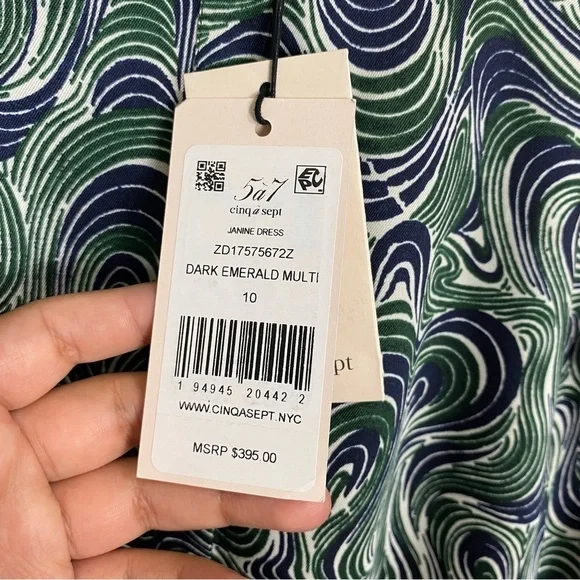 5à7
cinq à sept
JANINE DRESS
ZD17575672Z
DARK EMERALD MULTI
10
1 94945 20442 2
WWW.CINQASEPT.NYC
MSRP $395.00
pt